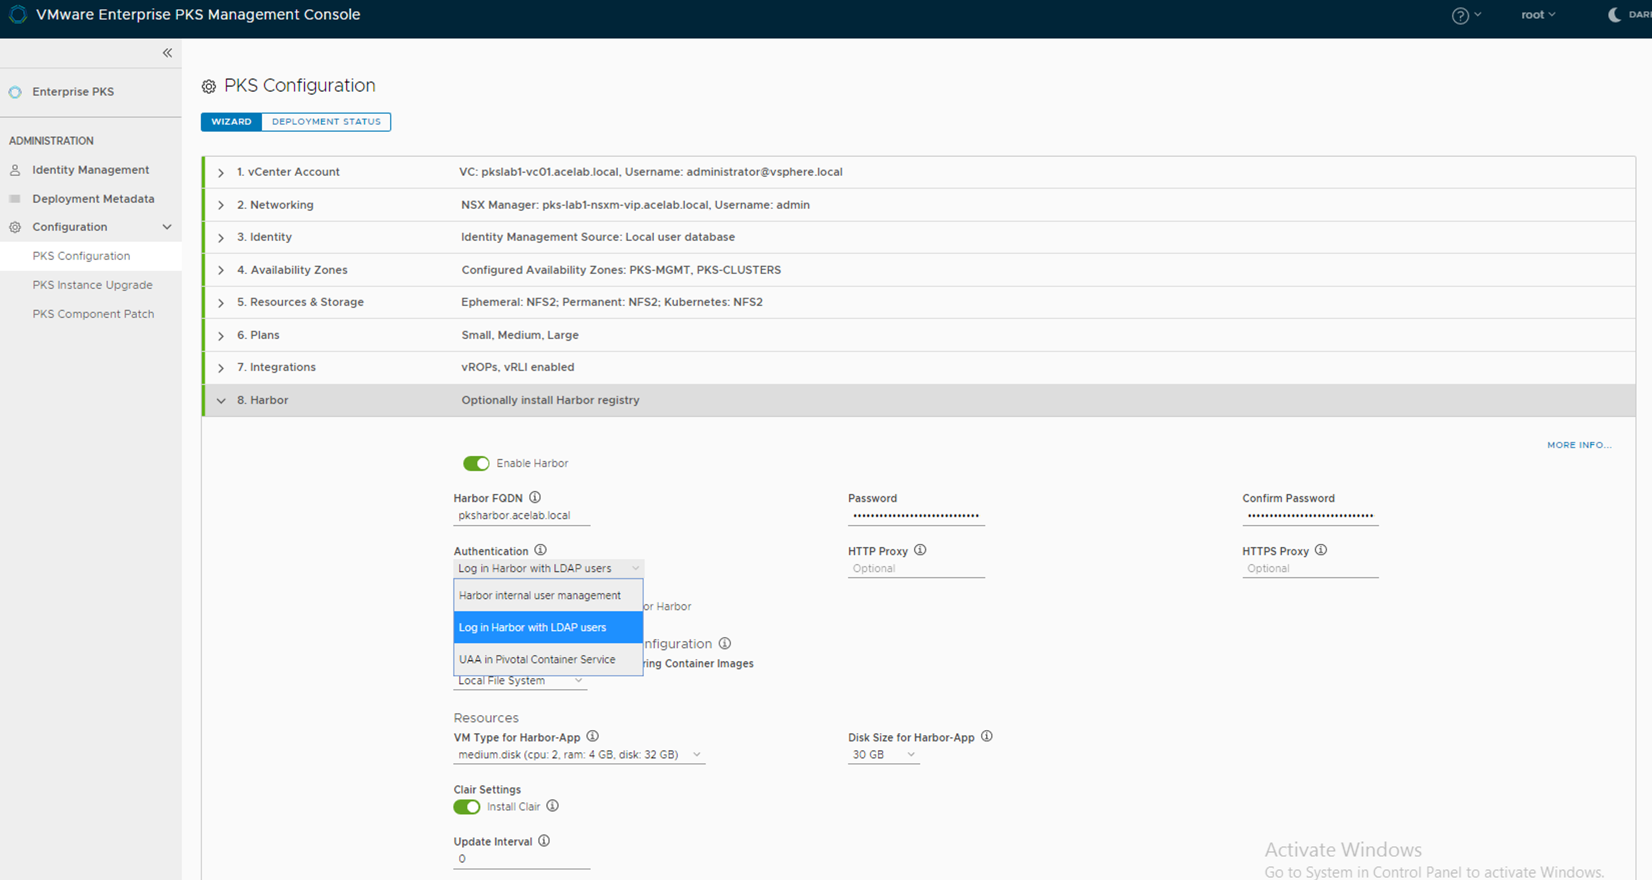 VMware Enterprise PKS Management Console
root
Enterprise PKS
ADMINISTRATION
Identity Management
Deployment Metadata
Configuration
PKS Configuration
PKS Instance Upgrade
PKS Component Patch
PKS Configuration
WIZARD DEPLOYMENT STATUS
1. vCenter Account VC: pkslab1-vc01.acelab.local, Username: administrator@vsphere.local
2. Networking NSX Manager: pks-lab1-nsxm-vip.acelab.local, Username: admin
3. Identity Identity Management Source: Local user database
4. Availability Zones Configured Availability Zones: PKS-MGMT, PKS-CLUSTERS
5. Resources & Storage Ephemeral: NFS2; Permanent: NFS2; Kubernetes: NFS2
6. Plans Small, Medium, Large
7. Integrations vROPs, vRLI enabled
8. Harbor Optionally install Harbor registry
MORE INFO...
Enable Harbor
Harbor FQDN Password Confirm Password
pksharbor.acelab.local
Authentication HTTP Proxy HTTPS Proxy
Log in Harbor with LDAP users Optional Optional
Harbor internal user management
or Harbor
Log in Harbor with LDAP users
nfiguration
UAA in Pivotal Container Service
ring Container Images
Local File System
Resources
VM Type for Harbor-App Disk Size for Harbor-App
medium.disk (cpu: 2, ram: 4 GB, disk: 32 GB) 30 GB
Clair Settings
Install Clair
Update Interval
0
Activate Windows
Go to System in Control Panel to activate Windows.